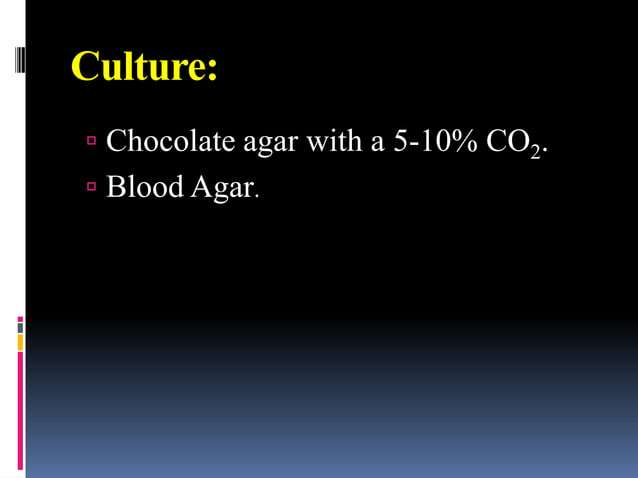 Culture:
Chocolate agar with a 5-10% CO₂.
Blood Agar.